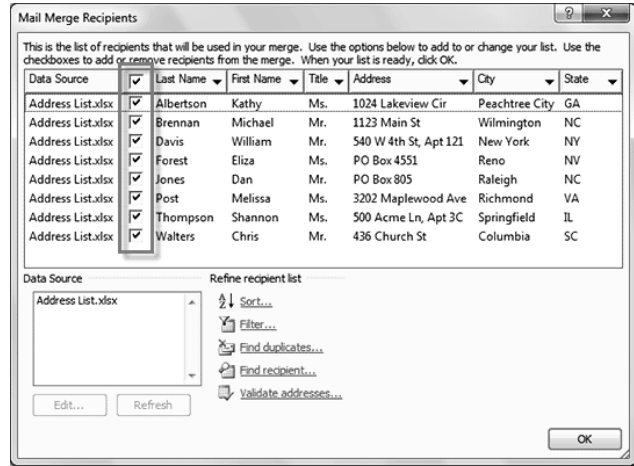 Mail Merge Recipients
This is the list of recipients that will be used in your merge. Use the options below to add to or change your list. Use the
checkboxes to add or remove recipients from the merge. When your list is ready, click OK.
Data Source Last Name First Name Title Address City State
Address List.xlsx Albertson Kathy Ms. 1024 Lakeview Cir Peachtree City GA
Address List.xlsx Brennan Michael Mr. 1123 Main St Wilmington NC
Address List.xlsx Davis William Mr. 540 W 4th St, Apt 121 New York NY
Address List.xlsx Forest Eliza Ms. PO Box 4551 Reno NV
Address List.xlsx Jones Dan Mr. PO Box 805 Raleigh NC
Address List.xlsx Post Melissa Ms. 3202 Maplewood Ave Richmond VA
Address List.xlsx Thompson Shannon Ms. 500 Acme Ln, Apt 3C Springfield IL
Address List.xlsx Walters Chris Mr. 436 Church St Columbia SC
Data Source Refine recipient list
Address List.xlsx
Sort...
Filter...
Find duplicates...
Find recipient...
Validate addresses...
Edit... Refresh
OK